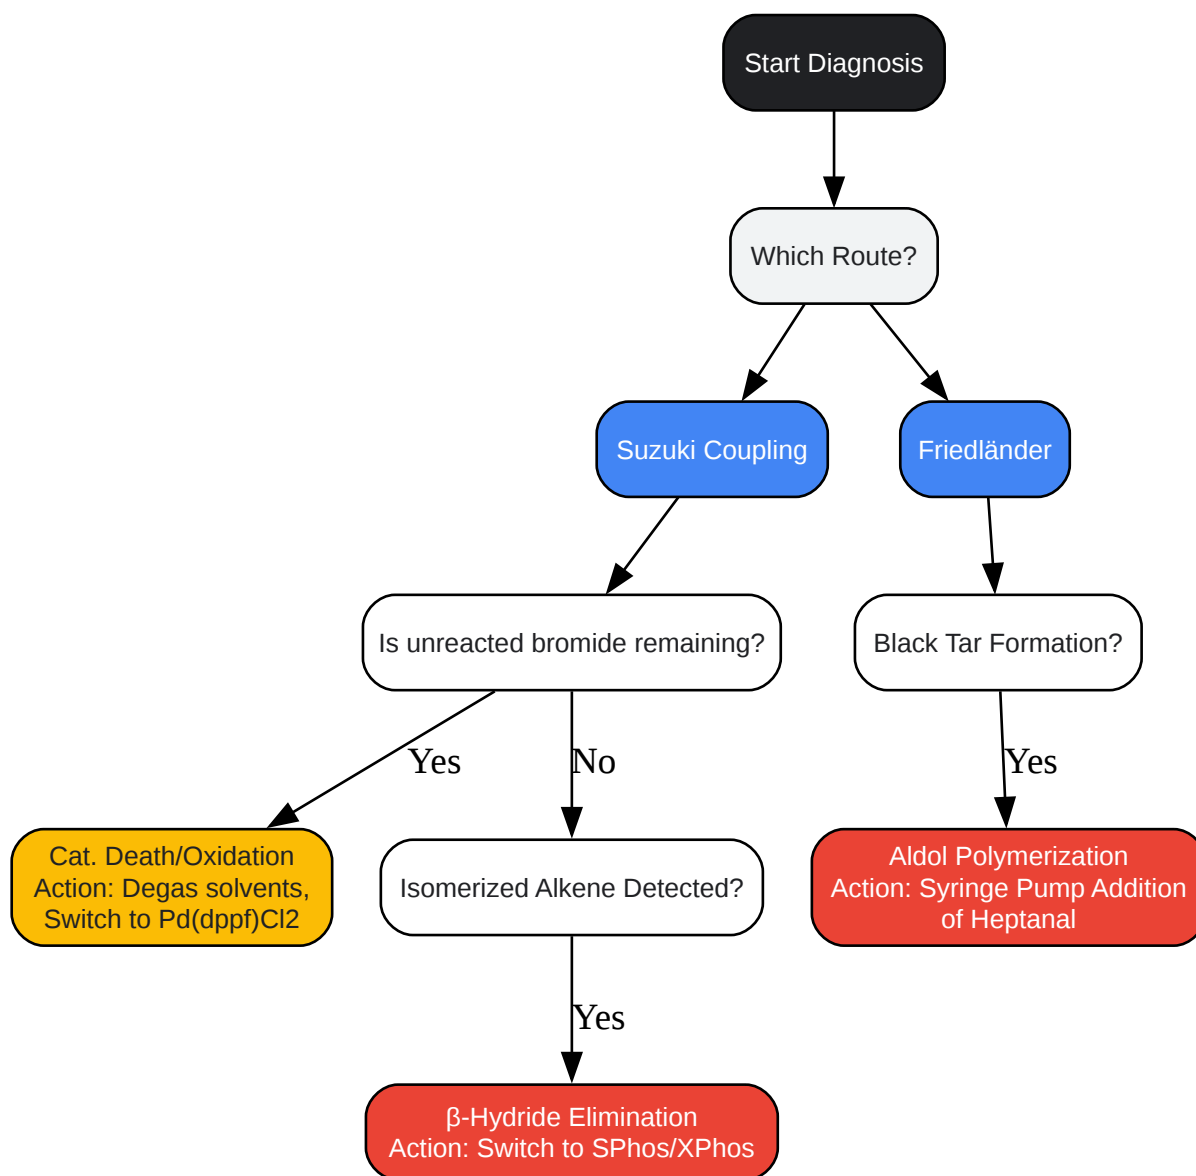 Start Diagnosis
Which Route?
Suzuki Coupling
Friedländer
Is unreacted bromide remaining?
Black Tar Formation?
Yes
No
Yes
Cat. Death/Oxidation
Action: Degas solvents,
Switch to Pd(dppf)Cl2
Isomerized Alkene Detected?
Aldol Polymerization
Action: Syringe Pump Addition
of Heptanal
Yes
β-Hydride Elimination
Action: Switch to SPhos/XPhos